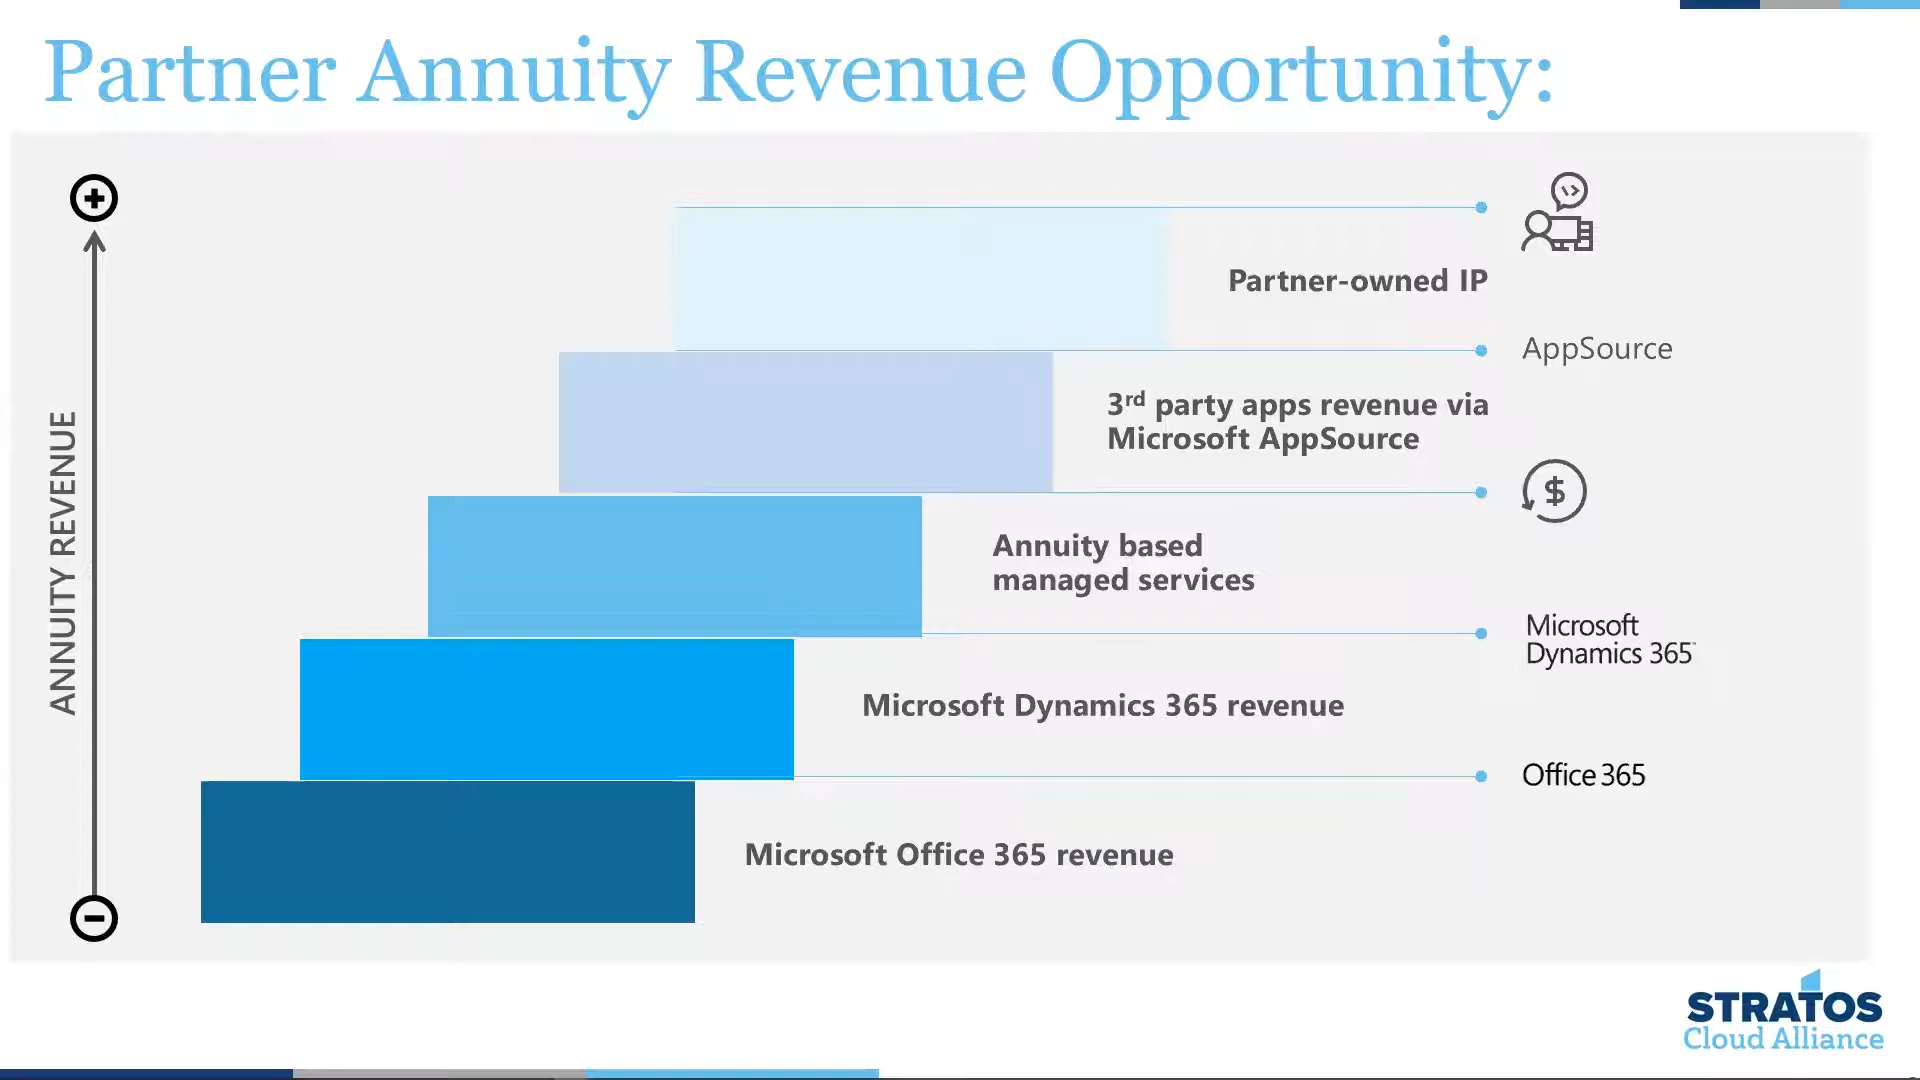 Partner Annuity Revenue Opportunity:
ANNUITY REVENUE
Partner-owned IP
AppSource
3rd party apps revenue via
Microsoft AppSource
$
Annuity based
managed services
Microsoft
Dynamics 365
Microsoft Dynamics 365 revenue
Office 365
Microsoft Office 365 revenue
STRATOS
Cloud Alliance